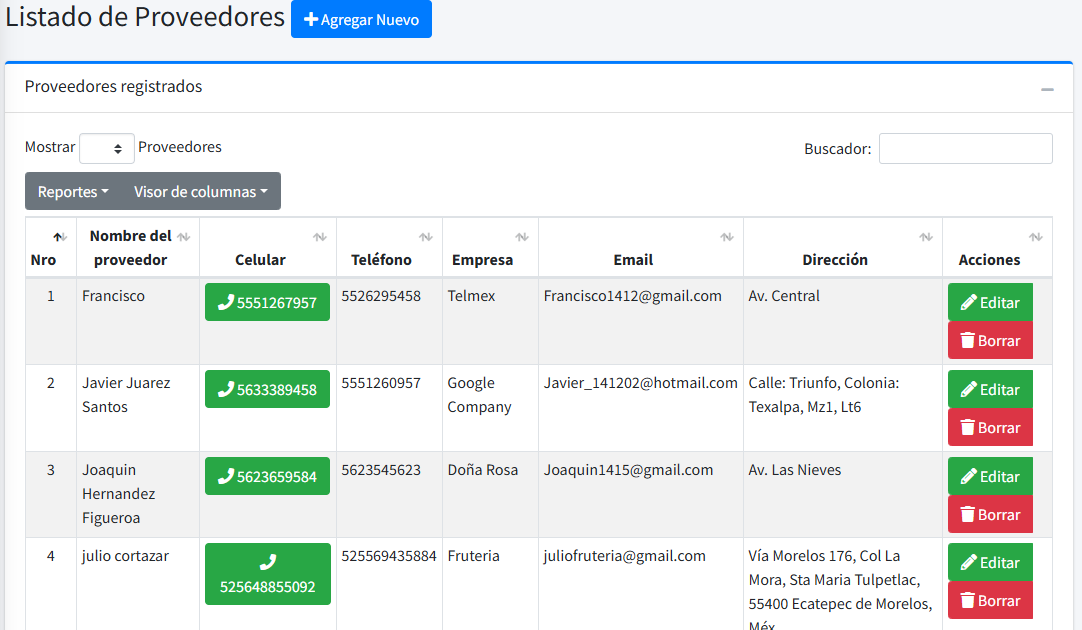 Listado de Proveedores
Agregar Nuevo
Proveedores registrados
Mostrar Proveedores
Buscador:
Reportes Visor de columnas
Nro Nombre del proveedor Celular Teléfono Empresa Email Dirección Acciones
1 Francisco 5551267957 5526295458 Telmex Francisco1412@gmail.com Av. Central Editar
Borrar
2 Javier Juarez 5633389458 5551260957 Google Javier_141202@hotmail.com Calle: Triunfo, Colonia: Editar
Santos Company Texalpa, Mz1, Lt6
Borrar
3 Joaquin 5623659584 5623545623 Doña Rosa Joaquin1415@gmail.com Av. Las Nieves Editar
Hernandez
Figueroa Borrar
4 julio cortazar 525648855092 525569435884 Fruteria juliofruteria@gmail.com Vía Morelos 176, Col La Editar
Mora, Sta Maria Tulpetlac,
55400 Ecatepec de Morelos, Borrar
Méx